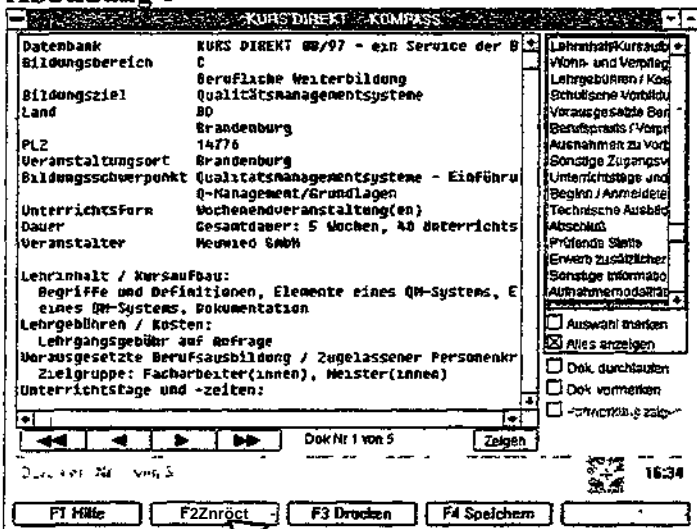 KURS DIREKT - KOMPASS
Datenbank KURS DIREKT 08/97 - ein Service der B
Bildungsbereich C
Berufliche Weiterbildung
Bildungsziel Qualitätsmanagementsysteme
Land BD
Brandenburg
PLZ 14776
Veranstaltungsort Brandenburg
Bildungsschwerpunkt Qualitätsmanagementsysteme - Einführu
Q-Management/Grundlagen
Unterrichtsform Wochenendveranstaltung(en)
Dauer Gesamtdauer: 5 Wochen, 40 Unterrichts
Veranstalter Neuwied GmbH
Lehrinhalt / Kursaufbau:
Begriffe und Definitionen, Elemente eines QM-Systems, E
eines QM-Systems, Dokumentation
Lehrgebühren / Kosten:
Lehrgangsgebühr auf Anfrage
Vorausgesetzte Berufsausbildung / Zugelassener Personenkr
Zielgruppe: Facharbeiter(innen), Meister(innen)
Unterrichtstage und -zeiten:
Lehrinhalt/Kursaufb
Wohn- und Verpfleg
Lehrgebühren / Kos
Schulische Vorbildu
Vorausgesetzte Ber
Berufspraxis / Vorpr
Ausnahmen zu Vorb
Sonstige Zugangsv
Unterrichtstage und
Beginn / Anmeldete
Technische Ausbild
Abschluß
Prüfende Stelle
Erwerb zusätzlicher
Sonstige Informatio
Aufnahmemodalität
Auswahl merken
Alles anzeigen
Dok. durchlaufen
Dok vormerken
Dok Nr 1 von 5
Zeigen
16:34
F1 Hilfe
F2Znröct
F3 Drucken
F4 Speichern